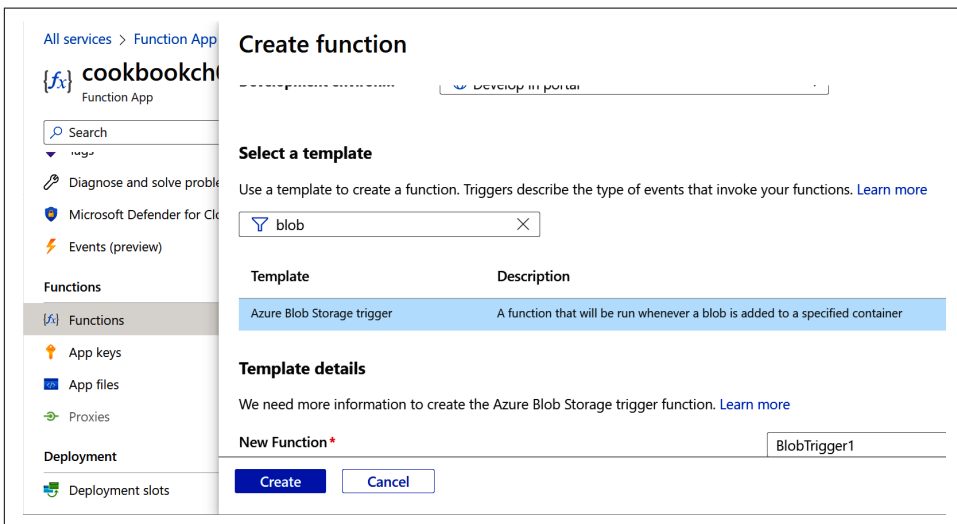 All services > Function App
cookbookch
Function App
Search
Tags
Diagnose and solve proble
Microsoft Defender for Clo
Events (preview)
Functions
Functions
App keys
App files
Proxies
Deployment
Deployment slots
Create function
Develop in portal
Select a template
Use a template to create a function. Triggers describe the type of events that invoke your functions. Learn more
blob
Template Description
Azure Blob Storage trigger A function that will be run whenever a blob is added to a specified container
Template details
We need more information to create the Azure Blob Storage trigger function. Learn more
New Function *
BlobTrigger1
Create Cancel